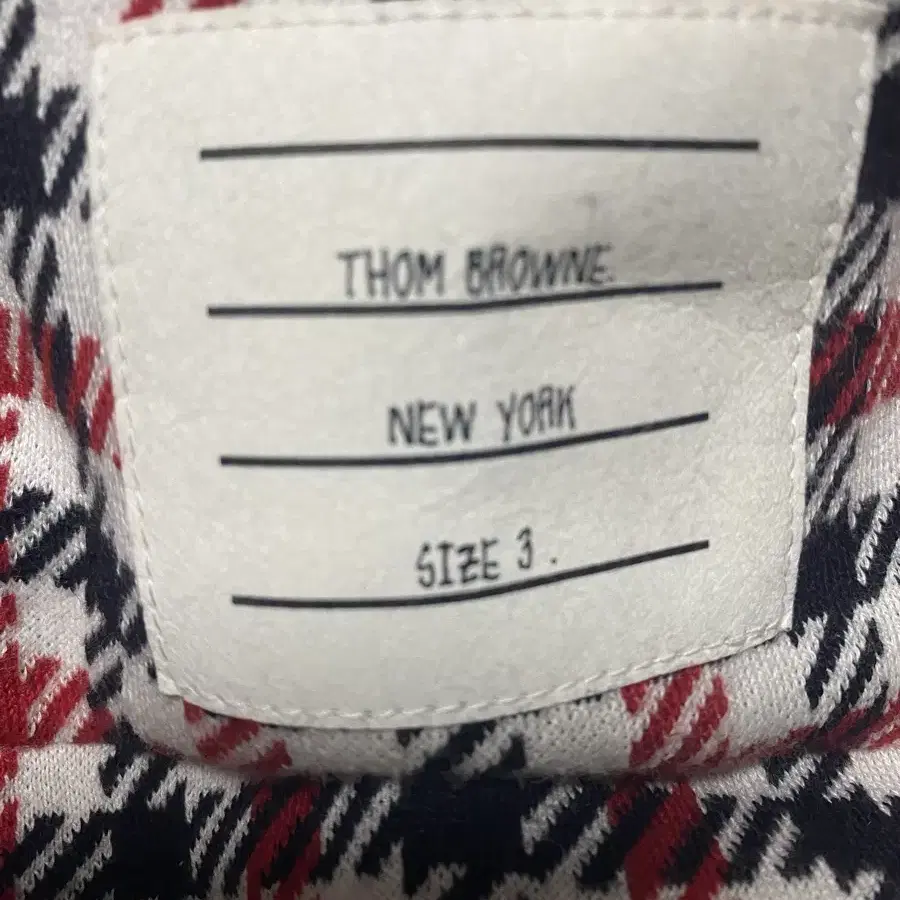 THOM BROWNE.
NEW YORK
SIZE 3 .